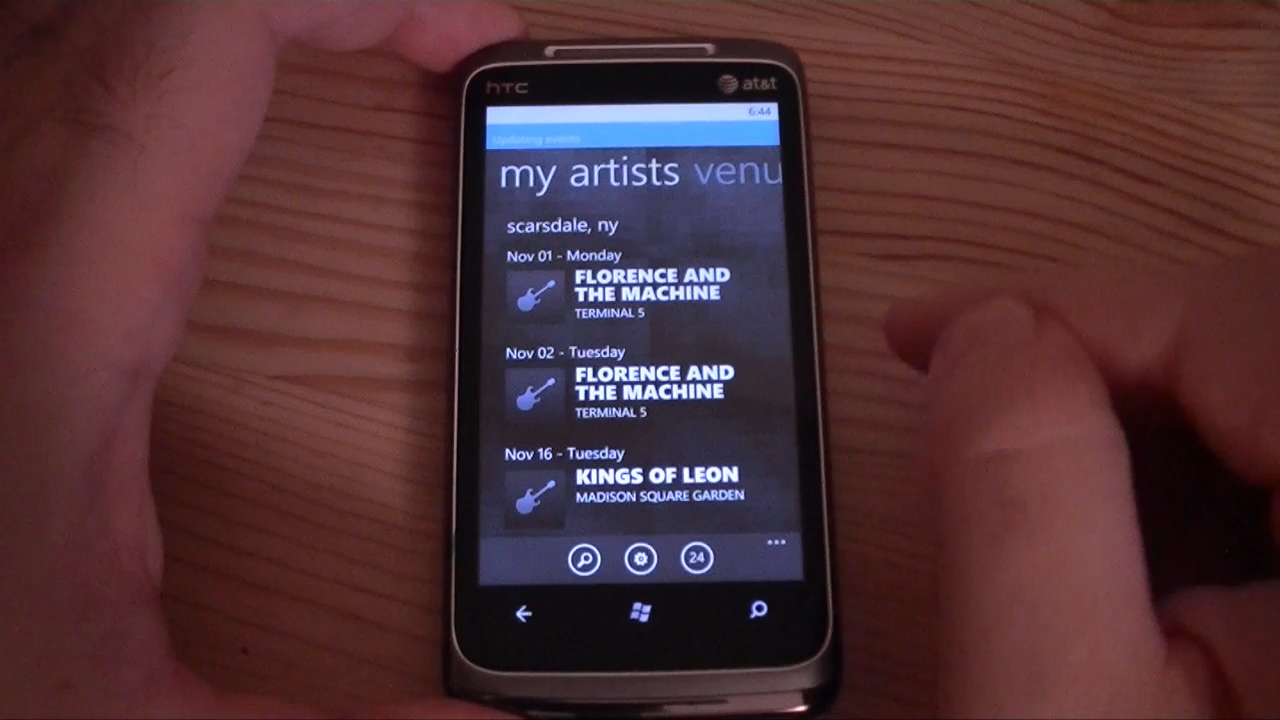 hTC
at&t
6:44
Updating events
my artists venu
scarsdale, ny
Nov 01 - Monday
FLORENCE AND
THE MACHINE
TERMINAL 5
Nov 02 - Tuesday
FLORENCE AND
THE MACHINE
TERMINAL 5
Nov 16 - Tuesday
KINGS OF LEON
MADISON SQUARE GARDEN
24